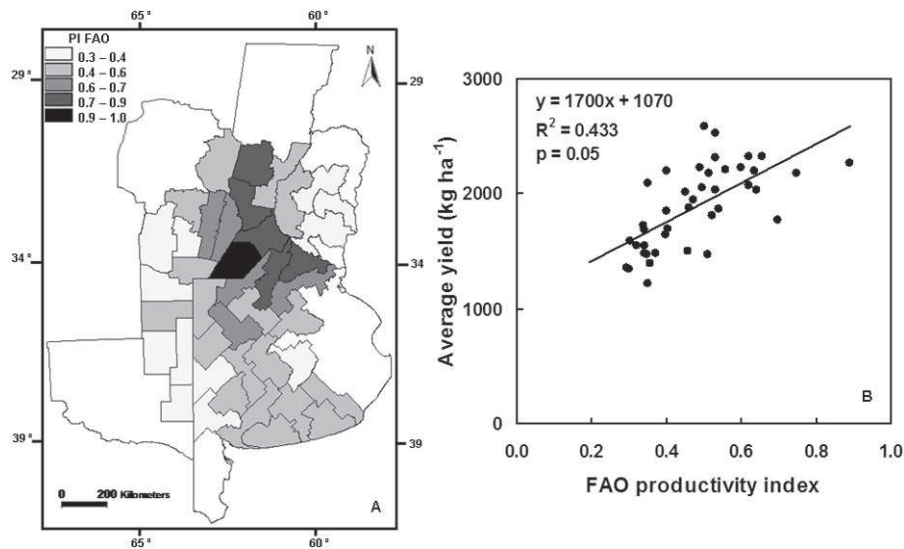 65° 60°
PI FAO
0.3 – 0.4
0.4 – 0.6
0.6 – 0.7
0.7 – 0.9
0.9 – 1.0
N
29° 29
34° 34
39° 39
0 200 Kilometers
A
65° 60°
3000
2000
1000
0
Average yield (kg ha⁻¹)
y = 1700x + 1070
R² = 0.433
p = 0.05
B
0.0 0.2 0.4 0.6 0.8 1.0
FAO productivity index